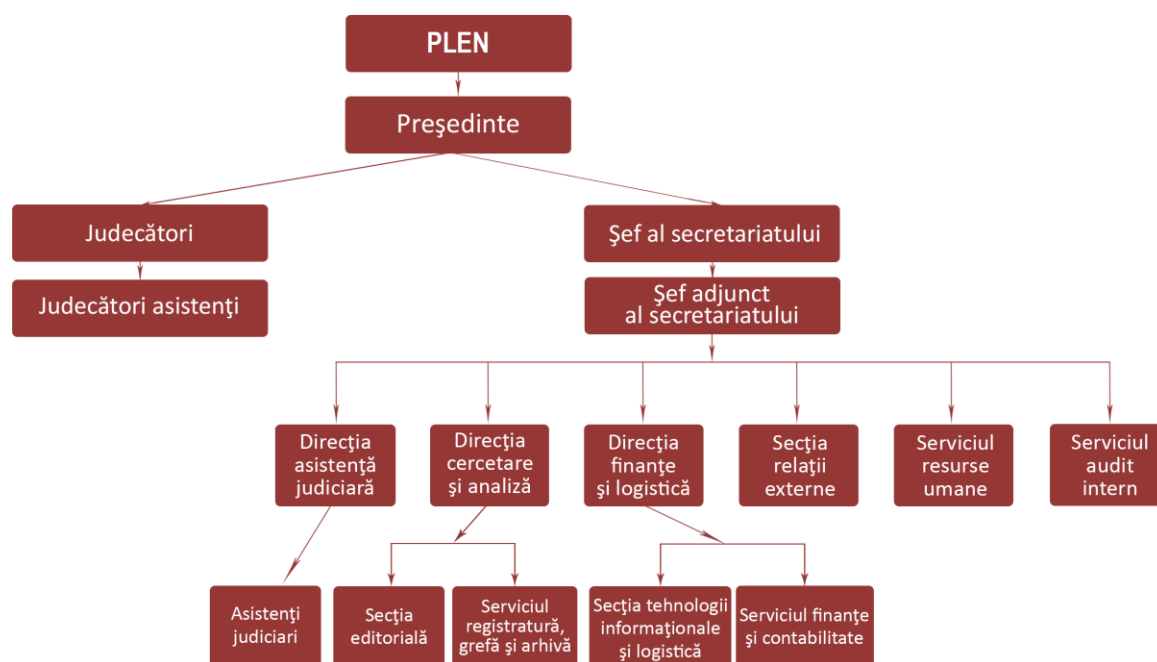 PLEN
Preşedinte
Judecători
Şef al secretariatului
Judecători asistenţi
Şef adjunct
al secretariatului
Direcţia
asistenţă
judiciară
Direcţia
cercetare
şi analiză
Direcţia
finanţe
şi logistică
Secţia
relaţii
externe
Serviciul
resurse
umane
Serviciul
audit
intern
Asistenţi
judiciari
Secţia
editorială
Serviciul
registratură,
grefă şi arhivă
Secţia tehnologii
informaţionale
şi logistică
Serviciul finanţe
şi contabilitate